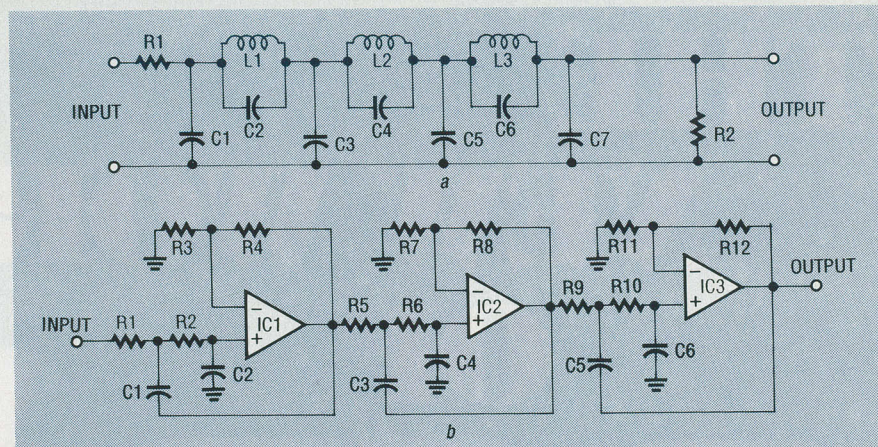 R1
L1
L2
L3
INPUT
C2
C4
C6
OUTPUT
C1
C3
C5
C7
R2
a
R3
R4
R7
R8
R11
R12
INPUT
R1
R2
−
+
IC1
R5
R6
−
+
IC2
R9
R10
−
+
IC3
OUTPUT
C1
C2
C3
C4
C5
C6
b